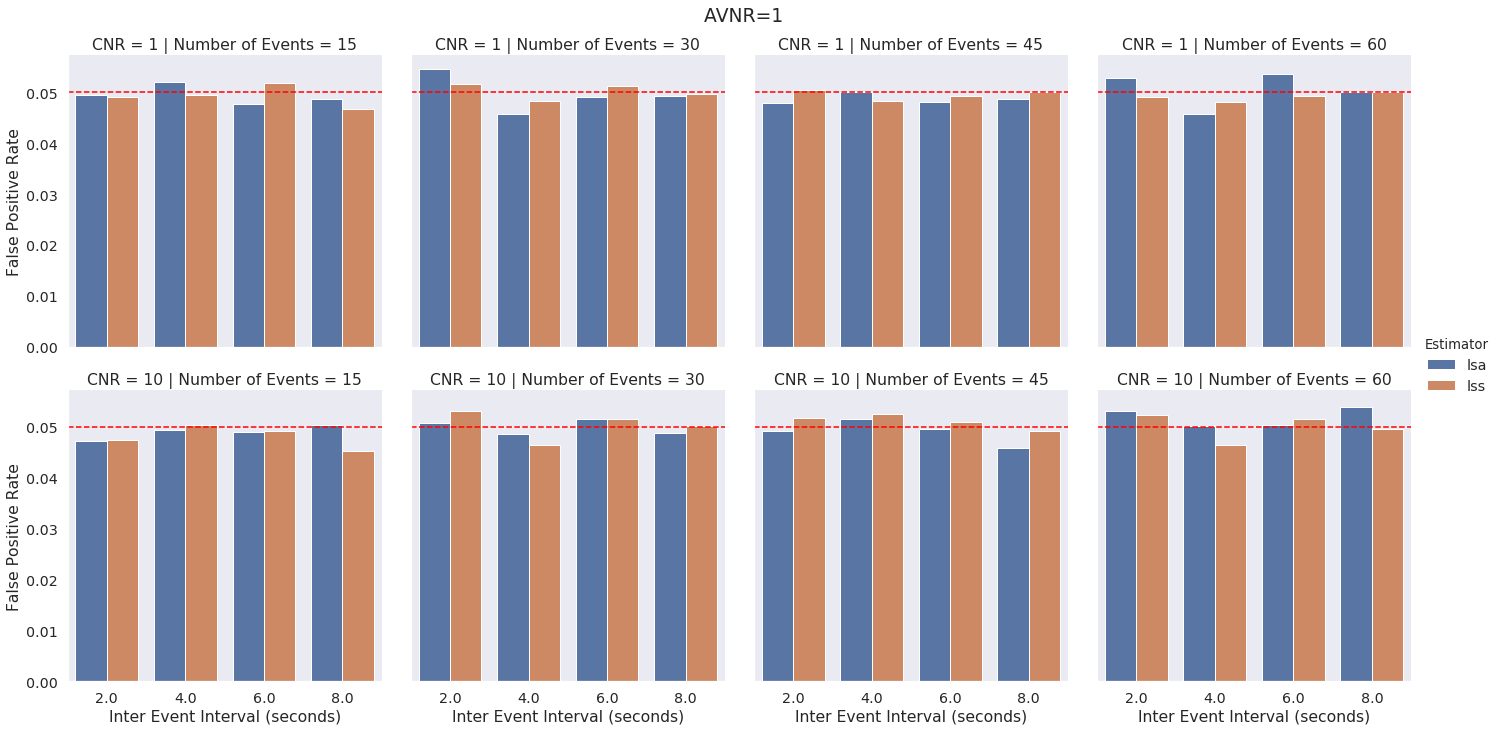 AVNR=1
CNR = 1 | Number of Events = 15
CNR = 1 | Number of Events = 30
CNR = 1 | Number of Events = 45
CNR = 1 | Number of Events = 60
False Positive Rate
0.05
0.04
0.03
0.02
0.01
0.00
CNR = 10 | Number of Events = 15
CNR = 10 | Number of Events = 30
CNR = 10 | Number of Events = 45
CNR = 10 | Number of Events = 60
False Positive Rate
0.05
0.04
0.03
0.02
0.01
0.00
2.0 4.0 6.0 8.0
Inter Event Interval (seconds)
2.0 4.0 6.0 8.0
Inter Event Interval (seconds)
2.0 4.0 6.0 8.0
Inter Event Interval (seconds)
2.0 4.0 6.0 8.0
Inter Event Interval (seconds)
Estimator
lsa
lss